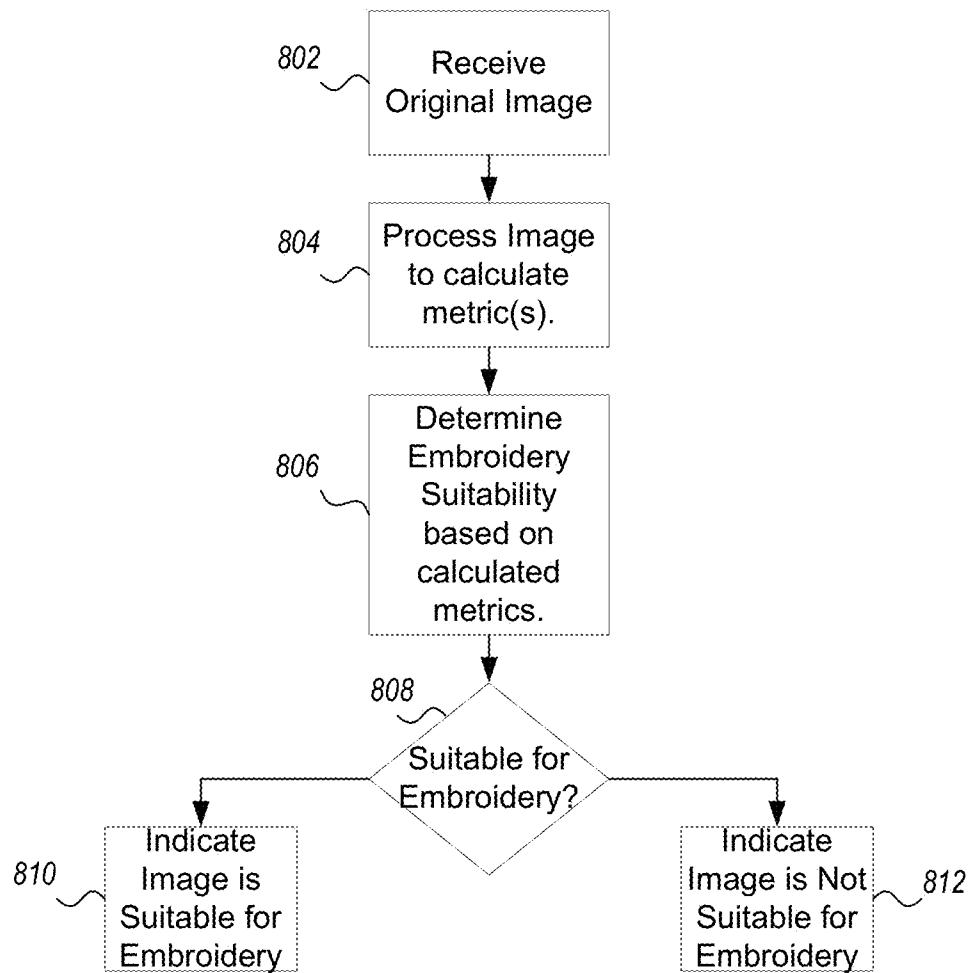 802
Receive
Original Image
804
Process Image
to calculate
metric(s).
806
Determine
Embroidery
Suitability
based on
calculated
metrics.
808
Suitable for
Embroidery?
810
Indicate
Image is
Suitable for
Embroidery
Indicate
Image is Not
Suitable for
Embroidery
812